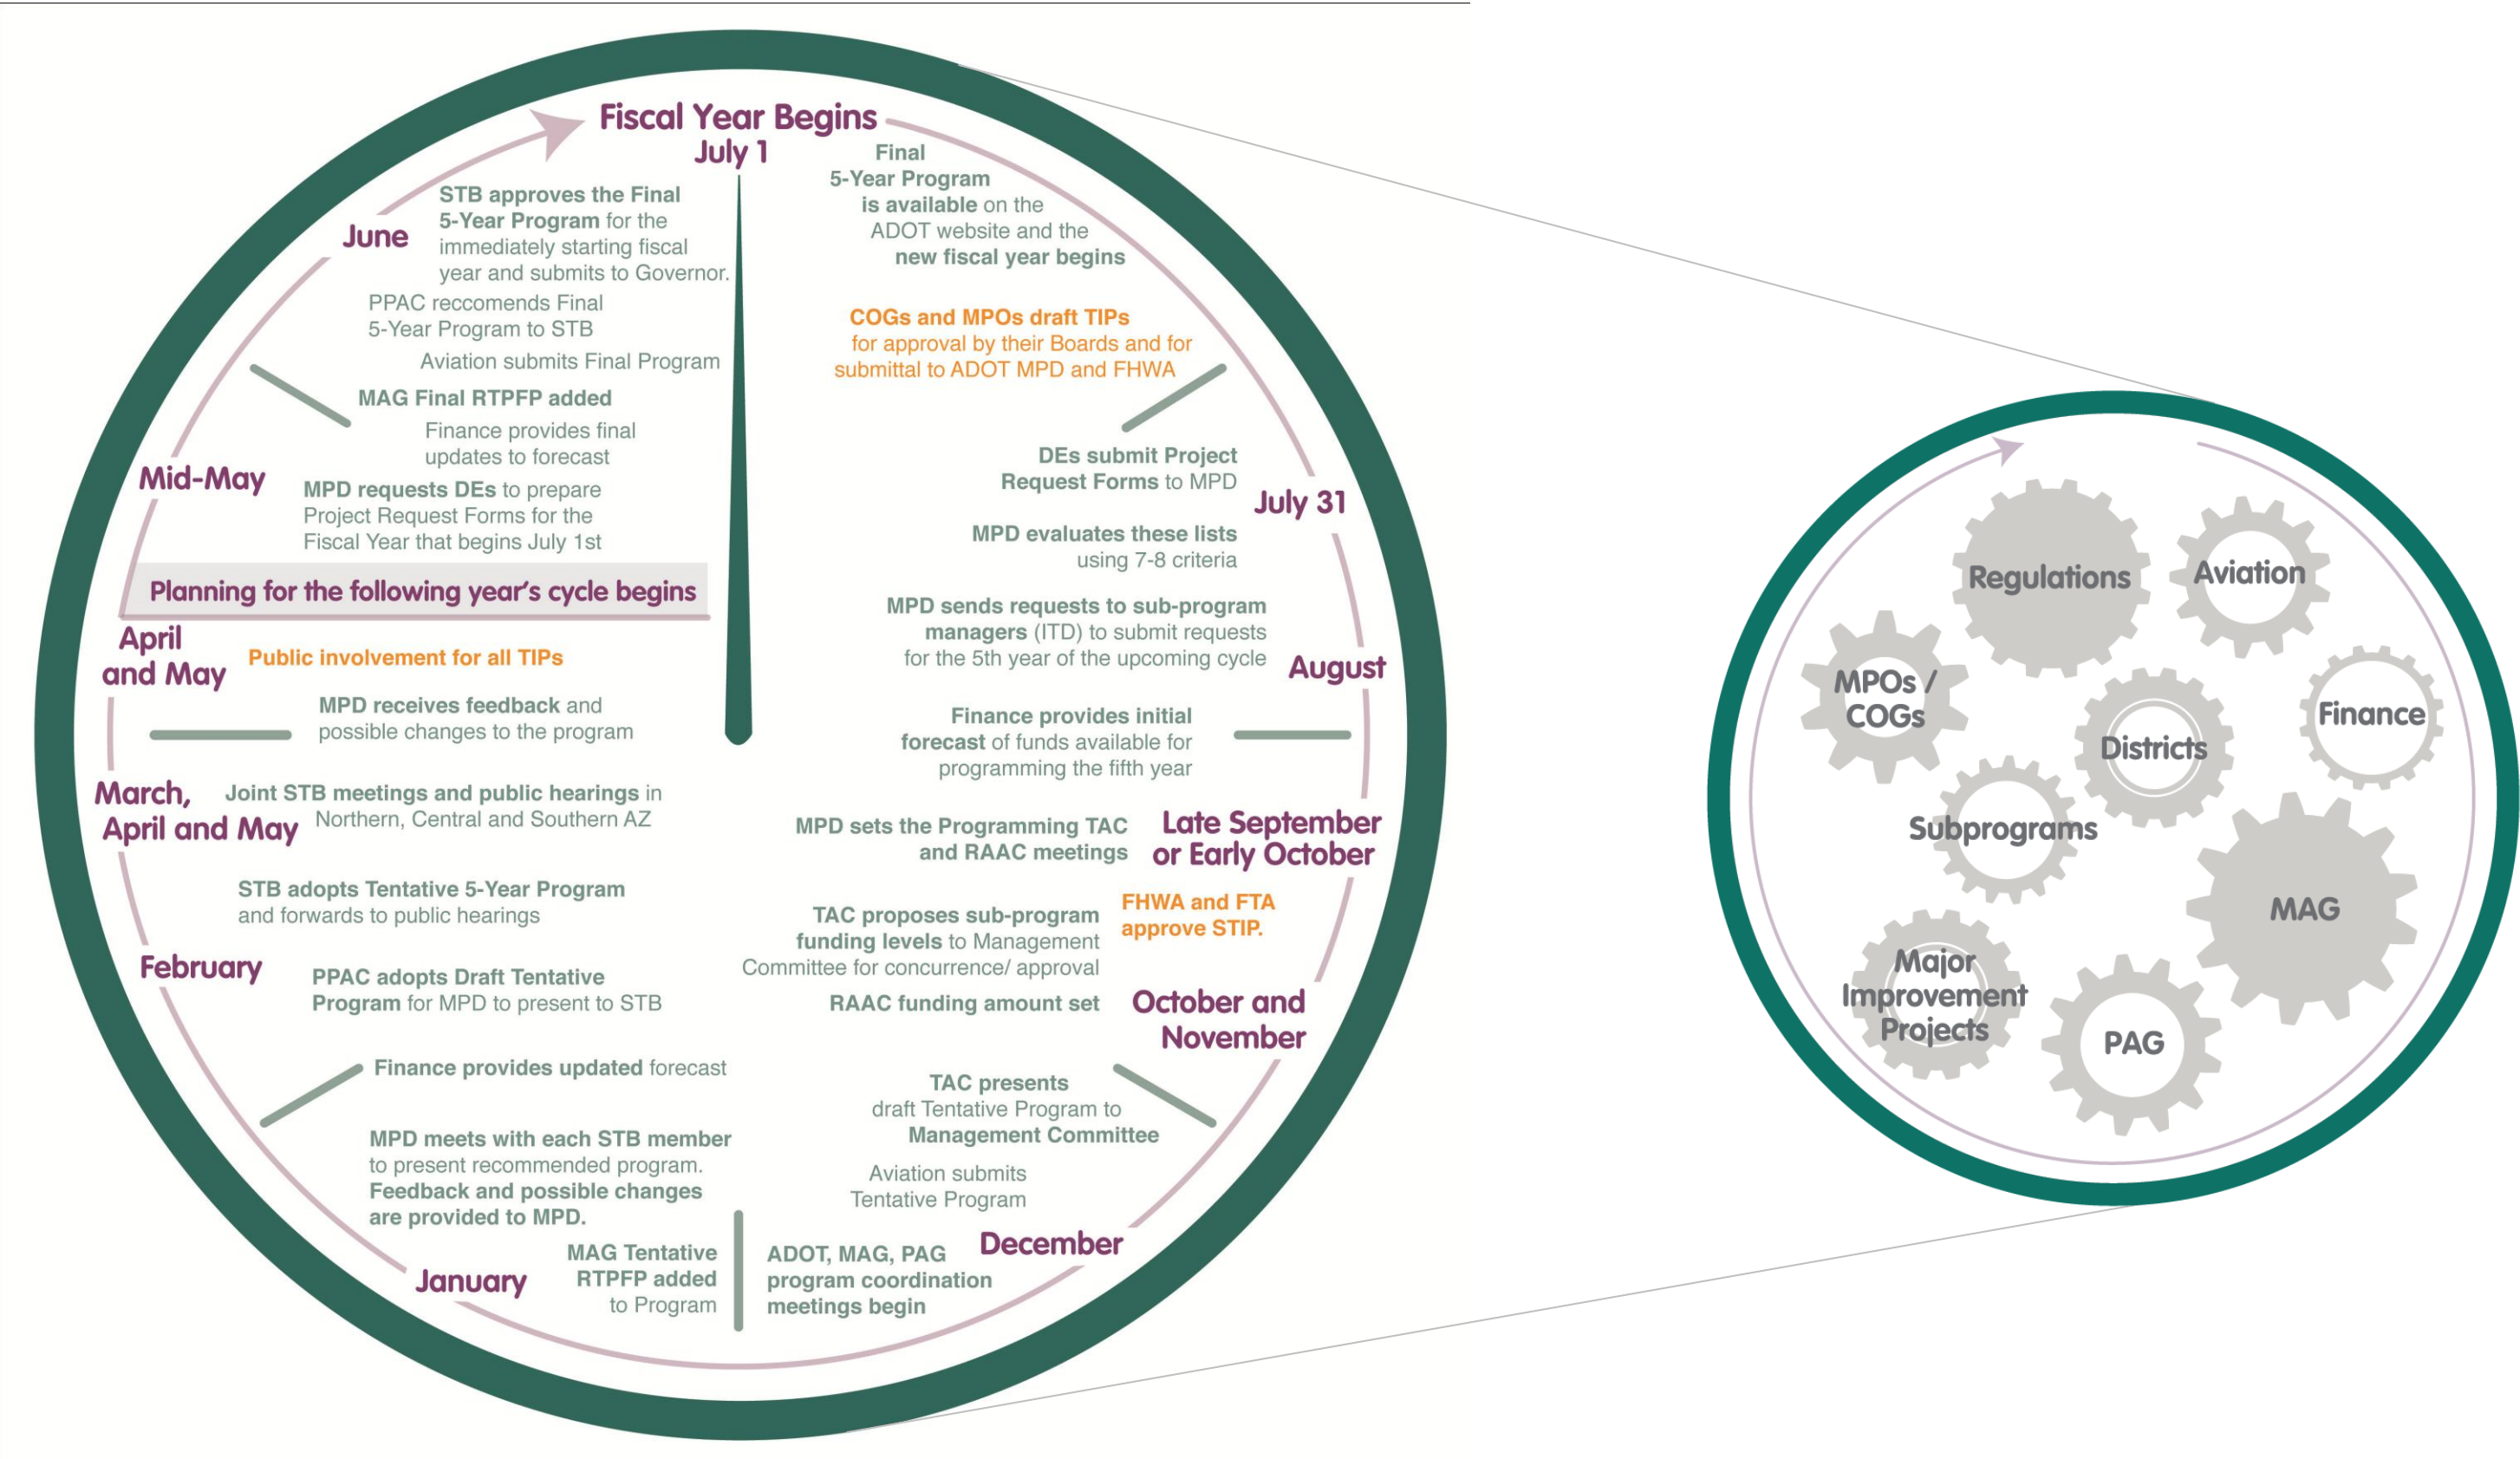 Fiscal Year Begins
July 1
Final
5-Year Program
is available on the
ADOT website and the
new fiscal year begins
COGs and MPOs draft TIPs
for approval by their Boards and for
submittal to ADOT MPD and FHWA
DEs submit Project
Request Forms to MPD
July 31
MPD evaluates these lists
using 7-8 criteria
MPD sends requests to sub-program
managers (ITD) to submit requests
for the 5th year of the upcoming cycle
August
Finance provides initial
forecast of funds available for
programming the fifth year
MPD sets the Programming TAC
and RAAC meetings
Late September
or Early October
FHWA and FTA
approve STIP.
TAC proposes sub-program
funding levels to Management
Committee for concurrence/ approval
RAAC funding amount set
October and
November
TAC presents
draft Tentative Program to
Management Committee
Aviation submits
Tentative Program
December
ADOT, MAG, PAG
program coordination
meetings begin
MAG Tentative
RTPFP added
to Program
January
MPD meets with each STB member
to present recommended program.
Feedback and possible changes
are provided to MPD.
Finance provides updated forecast
PPAC adopts Draft Tentative
Program for MPD to present to STB
February
STB adopts Tentative 5-Year Program
and forwards to public hearings
March,
April and May
Joint STB meetings and public hearings in
Northern, Central and Southern AZ
MPD receives feedback and
possible changes to the program
April
and May
Public involvement for all TIPs
Planning for the following year's cycle begins
MPD requests DEs to prepare
Project Request Forms for the
Fiscal Year that begins July 1st
Mid-May
Finance provides final
updates to forecast
MAG Final RTPFP added
Aviation submits Final Program
PPAC reccomends Final
5-Year Program to STB
June
STB approves the Final
5-Year Program for the
immediately starting fiscal
year and submits to Governor.
Regulations
Aviation
MPOs /
COGs
Finance
Districts
Subprograms
MAG
Major
Improvement
Projects
PAG